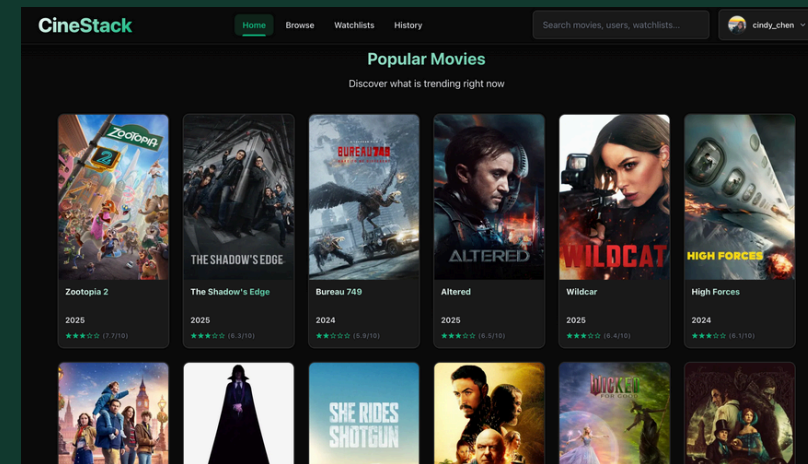 CineStack
Home Browse Watchlists History
Search movies, users, watchlists...
cindy_chen
Popular Movies
Discover what is trending right now
ZOOTOPIA
2
THE SHADOW'S EDGE
BUREAU 749
ALTERED
WILDCAT
HIGH FORCES
Zootopia 2
The Shadow's Edge
Bureau 749
Altered
Wildcar
High Forces
2025
2025
2024
2025
2025
2024
★★★☆☆ (7.7/10)
★★★☆☆ (6.3/10)
★★☆☆☆ (5.9/10)
★★★☆☆ (6.5/10)
★★★☆☆ (6.4/10)
★★★☆☆ (6.1/10)
SHE RIDES
SHOTGUN
WICKED
FOR GOOD